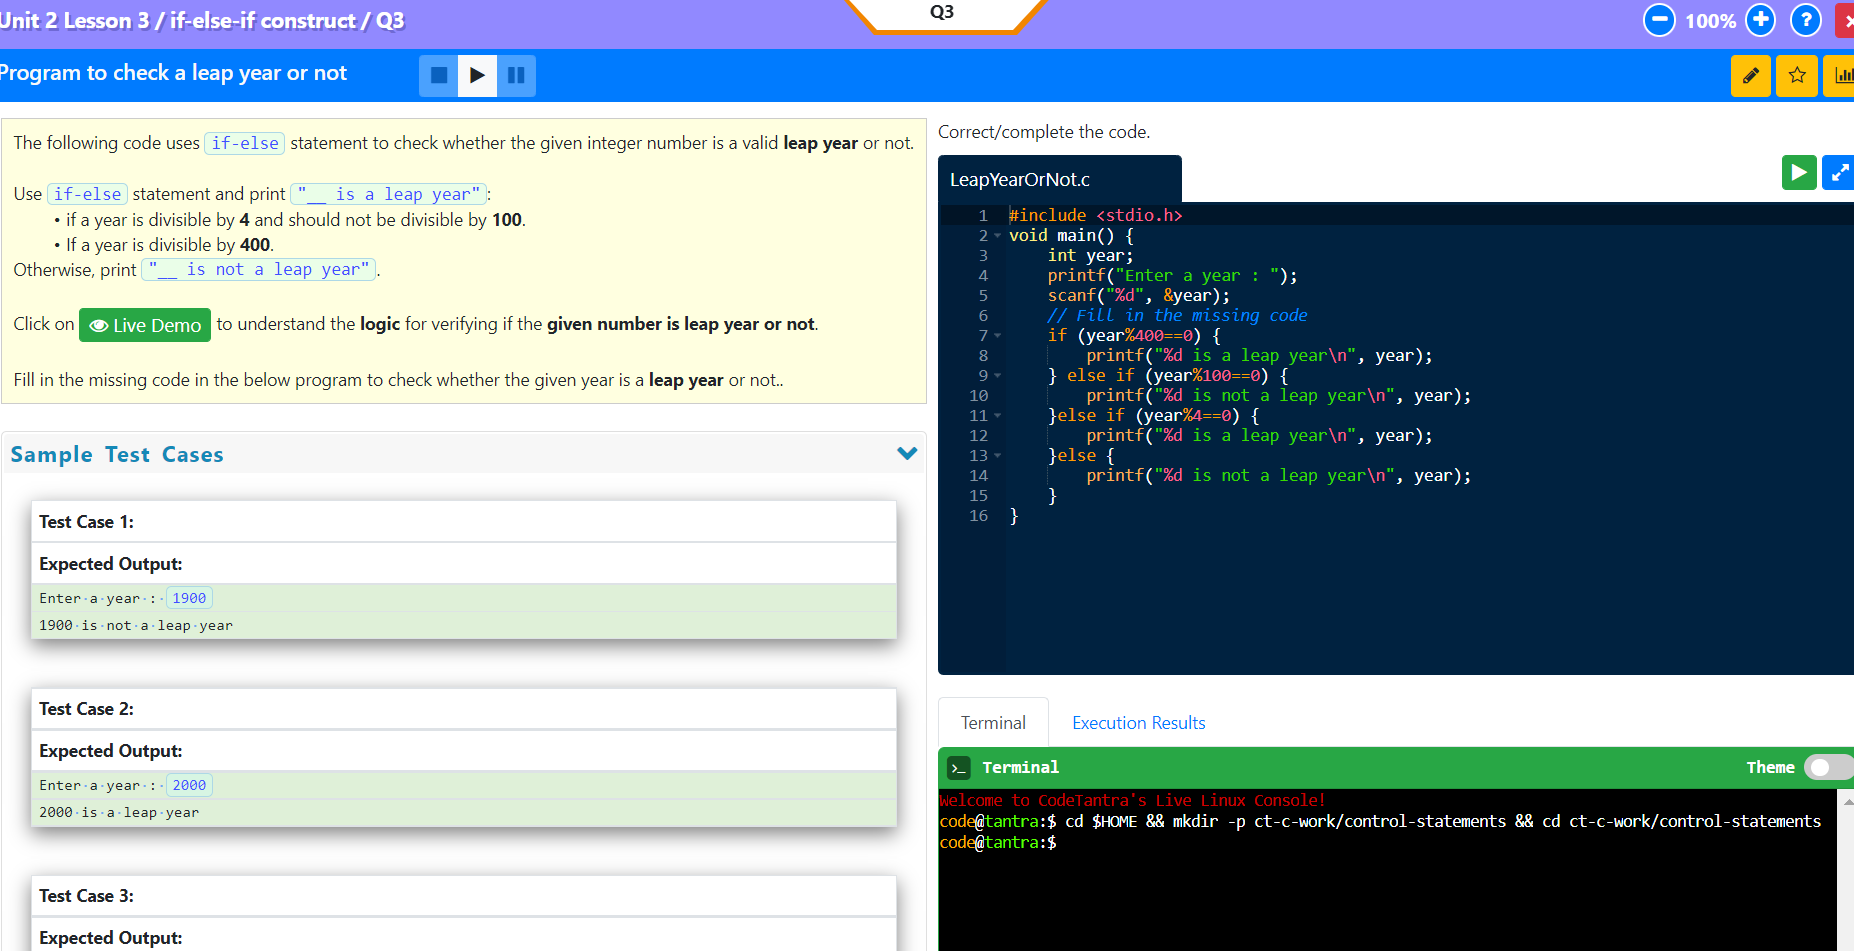 Unit 2 Lesson 3 / if-else-if construct / Q3
Q3
100%
?
Program to check a leap year or not
The following code uses if-else statement to check whether the given integer number is a valid leap year or not.
Use if-else statement and print "__ is a leap year":
• if a year is divisible by 4 and should not be divisible by 100.
• If a year is divisible by 400.
Otherwise, print "__ is not a leap year".
Click on Live Demo to understand the logic for verifying if the given number is leap year or not.
Fill in the missing code in the below program to check whether the given year is a leap year or not..
Sample Test Cases
Test Case 1:
Expected Output:
Enter·a·year·:·1900
1900·is·not·a·leap·year
Test Case 2:
Expected Output:
Enter·a·year·:·2000
2000·is·a·leap·year
Test Case 3:
Expected Output:
Correct/complete the code.
LeapYearOrNot.c
1 #include <stdio.h>
2 void main() {
3 int year;
4 printf("Enter a year : ");
5 scanf("%d", &year);
6 // Fill in the missing code
7 if (year%400==0) {
8 printf("%d is a leap year\n", year);
9 } else if (year%100==0) {
10 printf("%d is not a leap year\n", year);
11 }else if (year%4==0) {
12 printf("%d is a leap year\n", year);
13 }else {
14 printf("%d is not a leap year\n", year);
15 }
16 }
Terminal Execution Results
>_ Terminal Theme
Welcome to CodeTantra's Live Linux Console!
code@tantra:$ cd $HOME && mkdir -p ct-c-work/control-statements && cd ct-c-work/control-statements
code@tantra:$